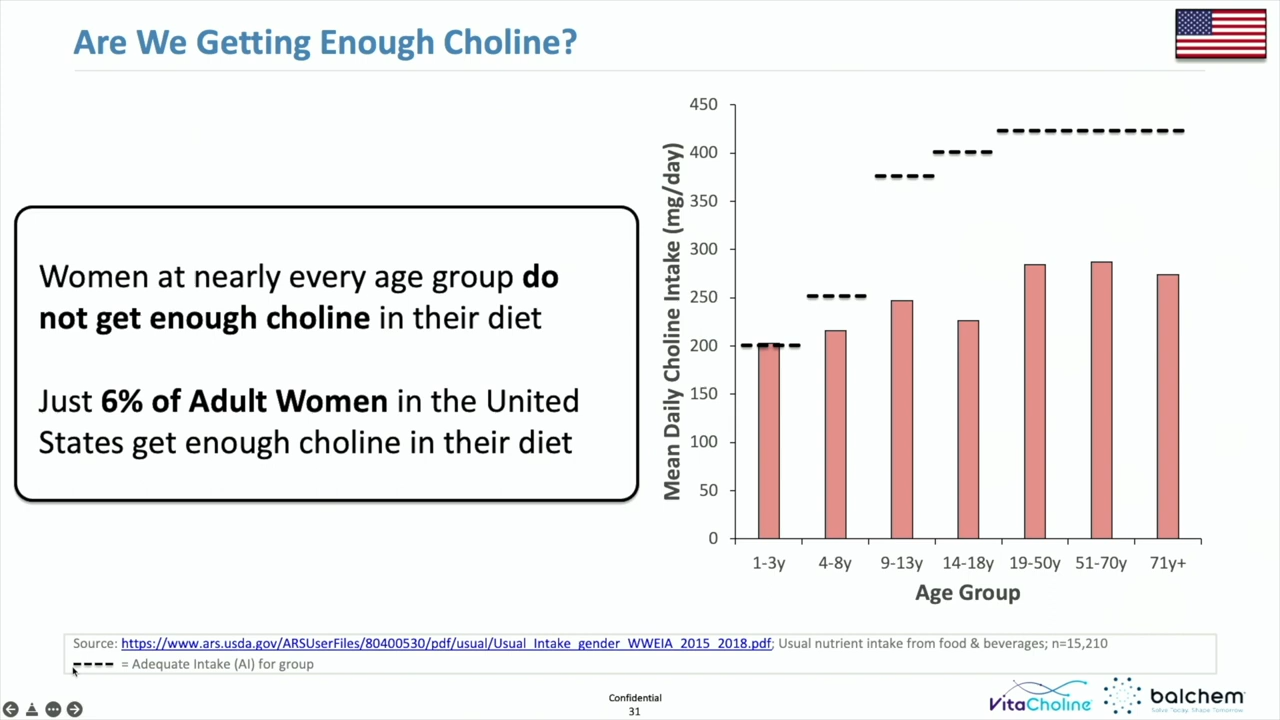 Are We Getting Enough Choline?
Women at nearly every age group do
not get enough choline in their diet
Just 6% of Adult Women in the United
States get enough choline in their diet
Mean Daily Choline Intake (mg/day)
450
400
350
300
250
200
150
100
50
0
1-3y 4-8y 9-13y 14-18y 19-50y 51-70y 71y+
Age Group
Source: https://www.ars.usda.gov/ARSUserFiles/80400530/pdf/usual/Usual_Intake_gender_WWEIA_2015_2018.pdf; Usual nutrient intake from food & beverages; n=15,210
= Adequate Intake (AI) for group
Confidential
31
VitaCholine
balchem
Solve Today. Shape Tomorrow.